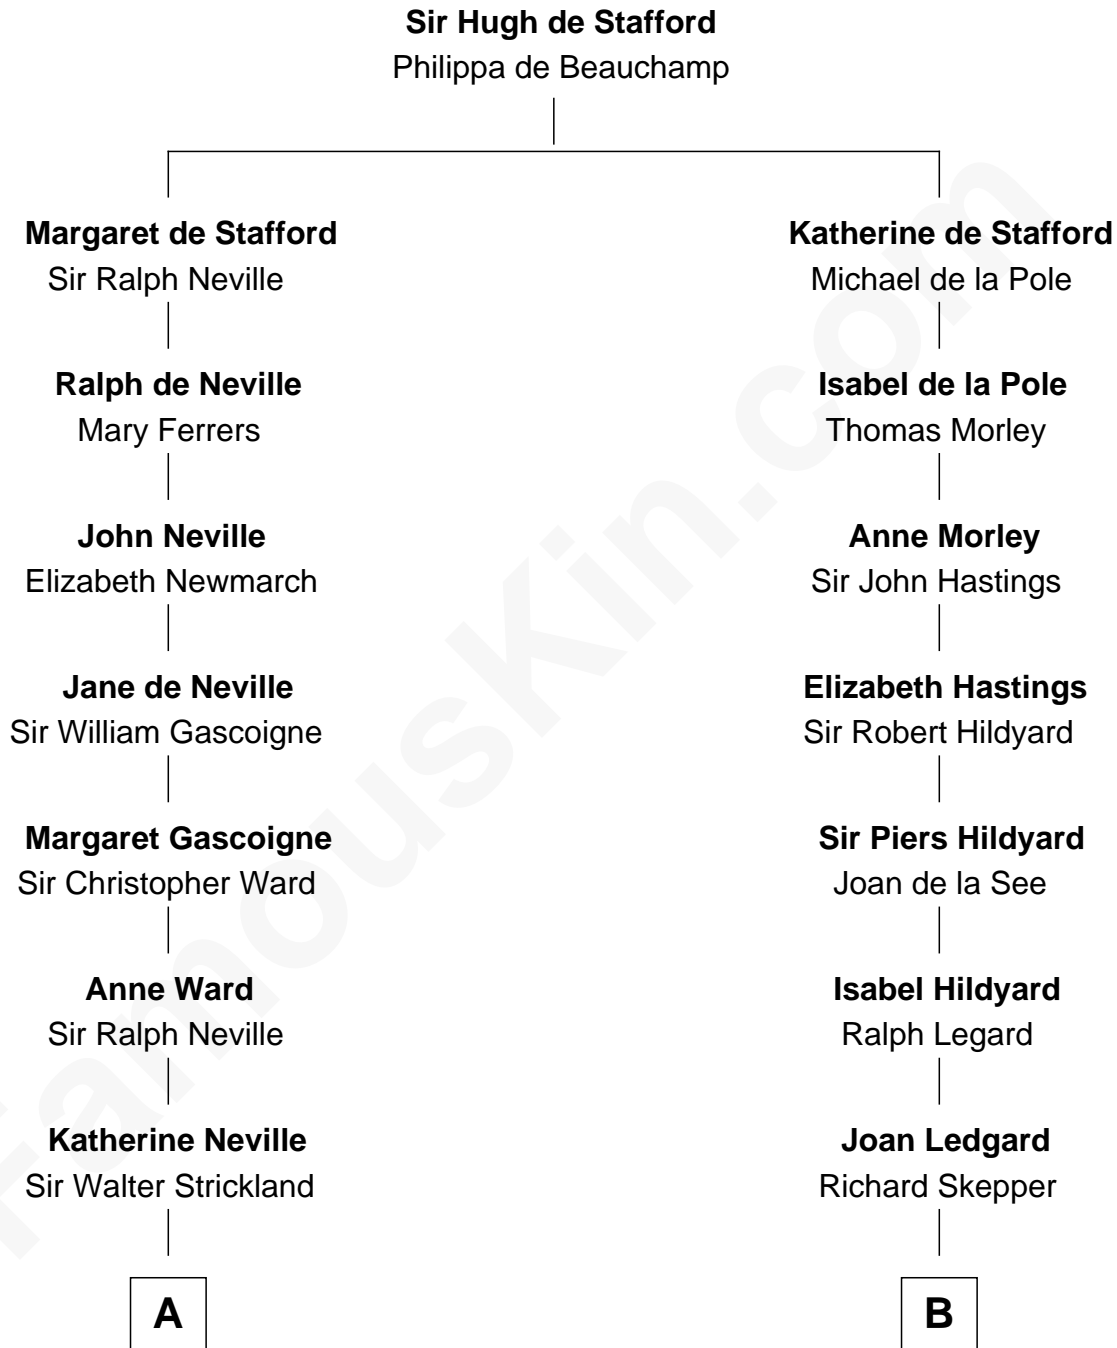 Sir Hugh de Stafford
Philippa de Beauchamp
Margaret de Stafford
Sir Ralph Neville
Katherine de Stafford
Michael de la Pole
Ralph de Neville
Mary Ferrers
Isabel de la Pole
Thomas Morley
John Neville
Elizabeth Newmarch
Anne Morley
Sir John Hastings
Jane de Neville
Sir William Gascoigne
Elizabeth Hastings
Sir Robert Hildyard
Margaret Gascoigne
Sir Christopher Ward
Sir Piers Hildyard
Joan de la See
Anne Ward
Sir Ralph Neville
Isabel Hildyard
Ralph Legard
Katherine Neville
Sir Walter Strickland
Joan Ledgard
Richard Skepper
A
B
FamousKin.com